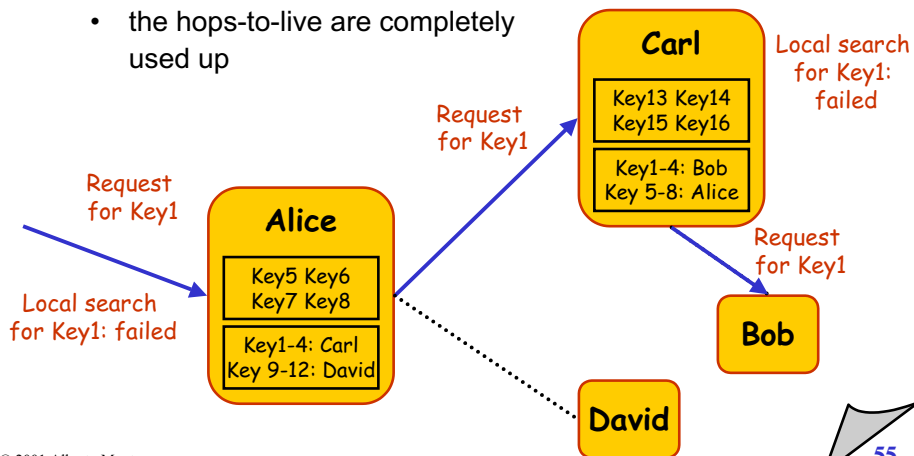 • the hops-to-live are completely
used up
Carl
Local search
for Key1:
failed
Key13 Key14
Key15 Key16
Key1-4: Bob
Key 5-8: Alice
Request
for Key1
Request
for Key1
Alice
Key5 Key6
Key7 Key8
Key1-4: Carl
Key 9-12: David
Local search
for Key1: failed
Request
for Key1
Bob
David
© 2001
55